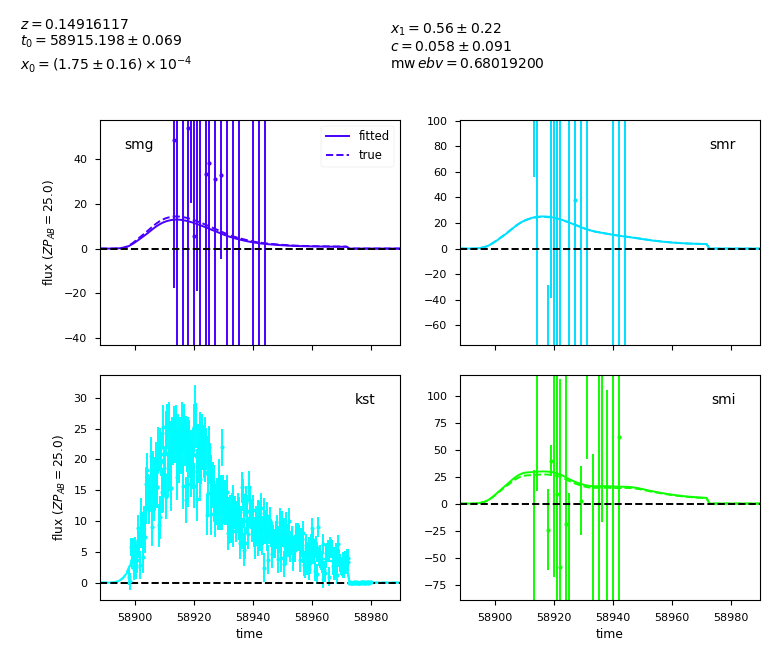 z = 0.14916117
t0 = 58915.198 ± 0.069
x0 = (1.75 ± 0.16) × 10^−4
x1 = 0.56 ± 0.22
c = 0.058 ± 0.091
mwebv = 0.68019200
smg
fitted
true
flux (ZP_AB = 25.0)
40
20
0
−20
−40
smr
100
80
60
40
20
0
−20
−40
−60
kst
flux (ZP_AB = 25.0)
30
25
20
15
10
5
0
58900 58920 58940 58960 58980
time
smi
100
75
50
25
0
−25
−50
−75
58900 58920 58940 58960 58980
time